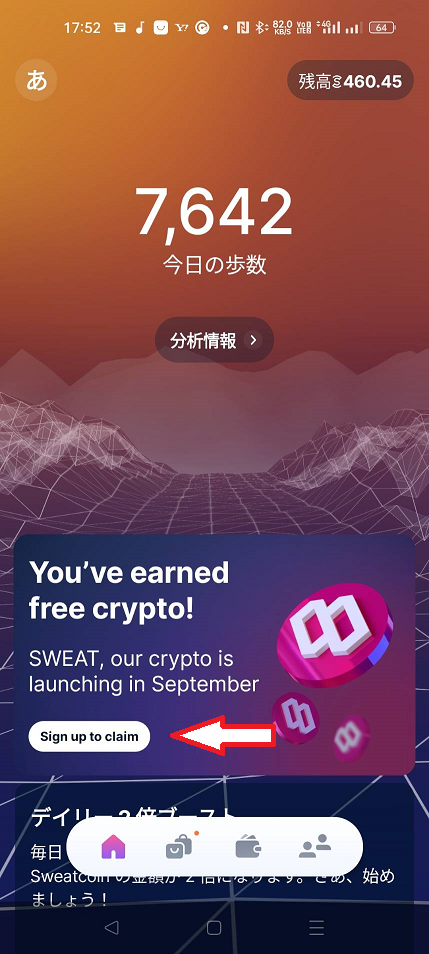 17:52 82.0 KB/S Vo LTE 4G 64
あ
残高 460.45
7,642
今日の歩数
分析情報
You’ve earned
free crypto!
SWEAT, our crypto is
launching in September
Sign up to claim
デイリー 2 倍ブースト
毎日
Sweatcoin の金額が 2 倍になります。さあ、始め
ましょう!